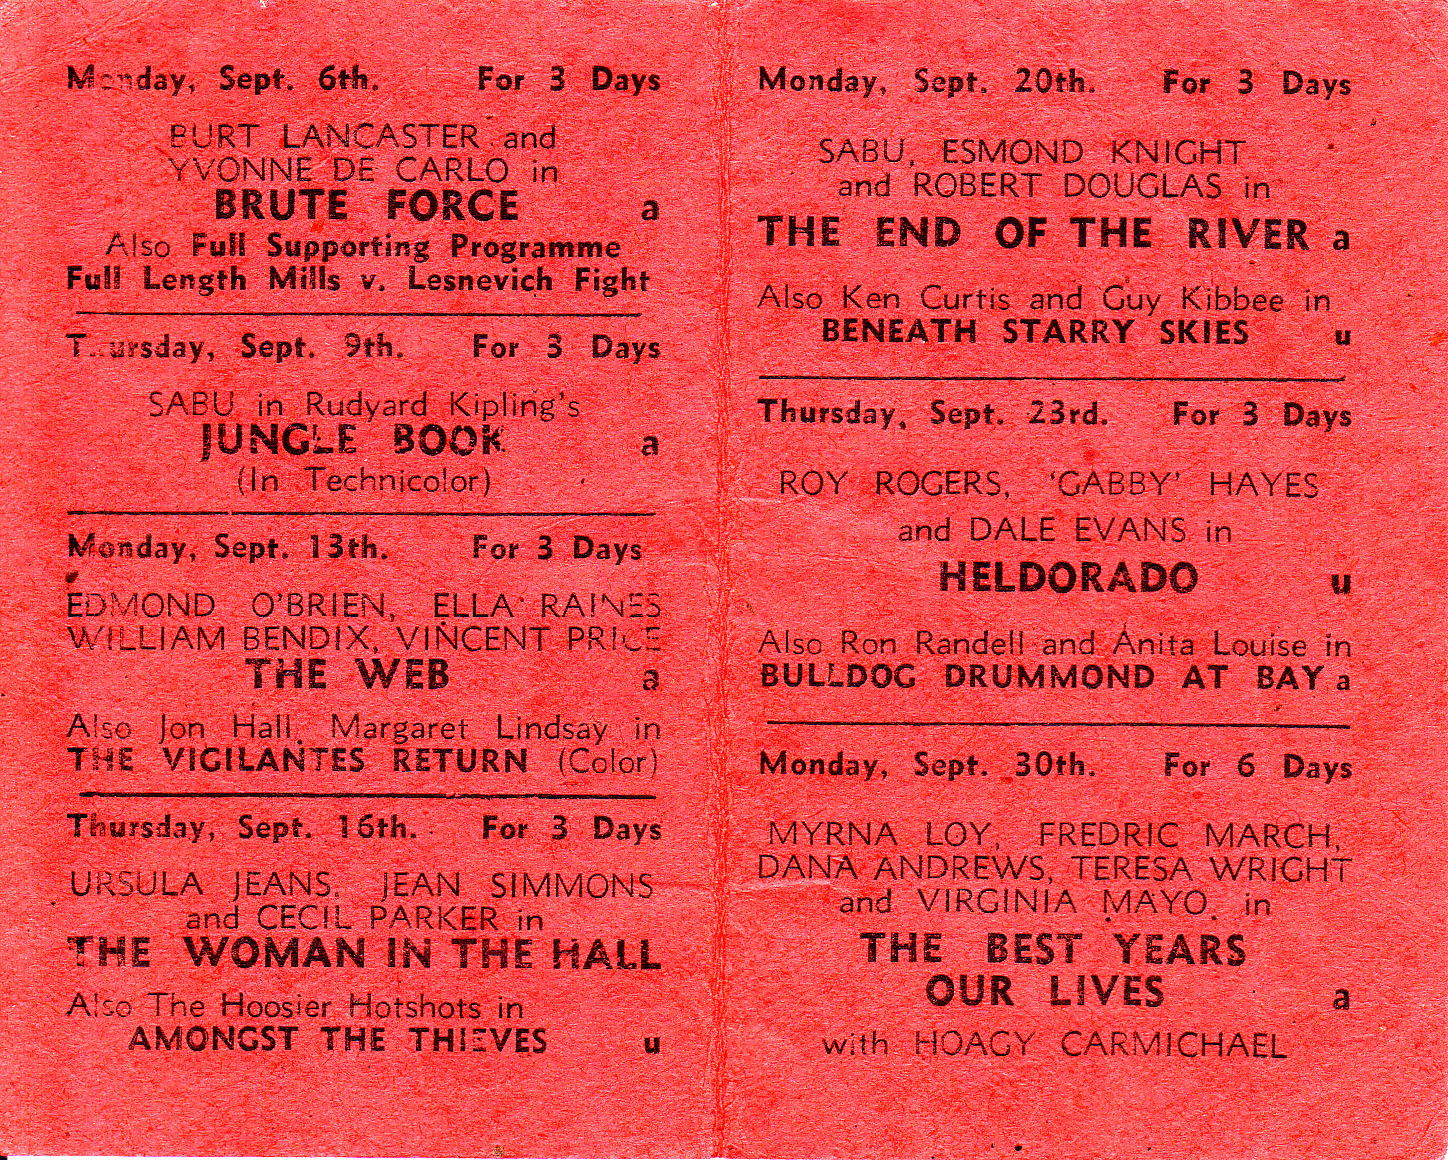 Monday, Sept. 6th. For 3 Days
BURT LANCASTER and
YVONNE DE CARLO in
BRUTE FORCE a
Also Full Supporting Programme
Full Length Mills v. Lesnevich Fight
Thursday, Sept. 9th. For 3 Days
SABU in Rudyard Kipling's
JUNGLE BOOK a
(In Technicolor)
Monday, Sept. 13th. For 3 Days
EDMOND O'BRIEN, ELLA RAINES
WILLIAM BENDIX, VINCENT PRICE
THE WEB a
Also Jon Hall, Margaret Lindsay in
THE VIGILANTES RETURN (Color)
Thursday, Sept. 16th. For 3 Days
URSULA JEANS, JEAN SIMMONS
and CECIL PARKER in
THE WOMAN IN THE HALL
Also The Hoosier Hotshots in
AMONGST THE THIEVES u
Monday, Sept. 20th. For 3 Days
SABU, ESMOND KNIGHT
and ROBERT DOUGLAS in
THE END OF THE RIVER a
Also Ken Curtis and Guy Kibbee in
BENEATH STARRY SKIES u
Thursday, Sept. 23rd. For 3 Days
ROY ROGERS, 'GABBY' HAYES
and DALE EVANS in
HELDORADO u
Also Ron Randell and Anita Louise in
BULLDOG DRUMMOND AT BAY a
Monday, Sept. 30th. For 6 Days
MYRNA LOY, FREDRIC MARCH,
DANA ANDREWS, TERESA WRIGHT
and VIRGINIA MAYO, in
THE BEST YEARS
OUR LIVES a
with HOAGY CARMICHAEL